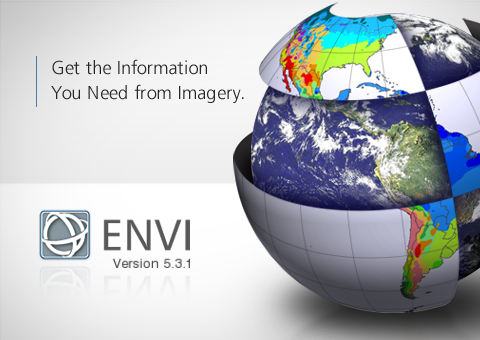 Get the Information
You Need from Imagery.
ENVI
Version 5.3.1